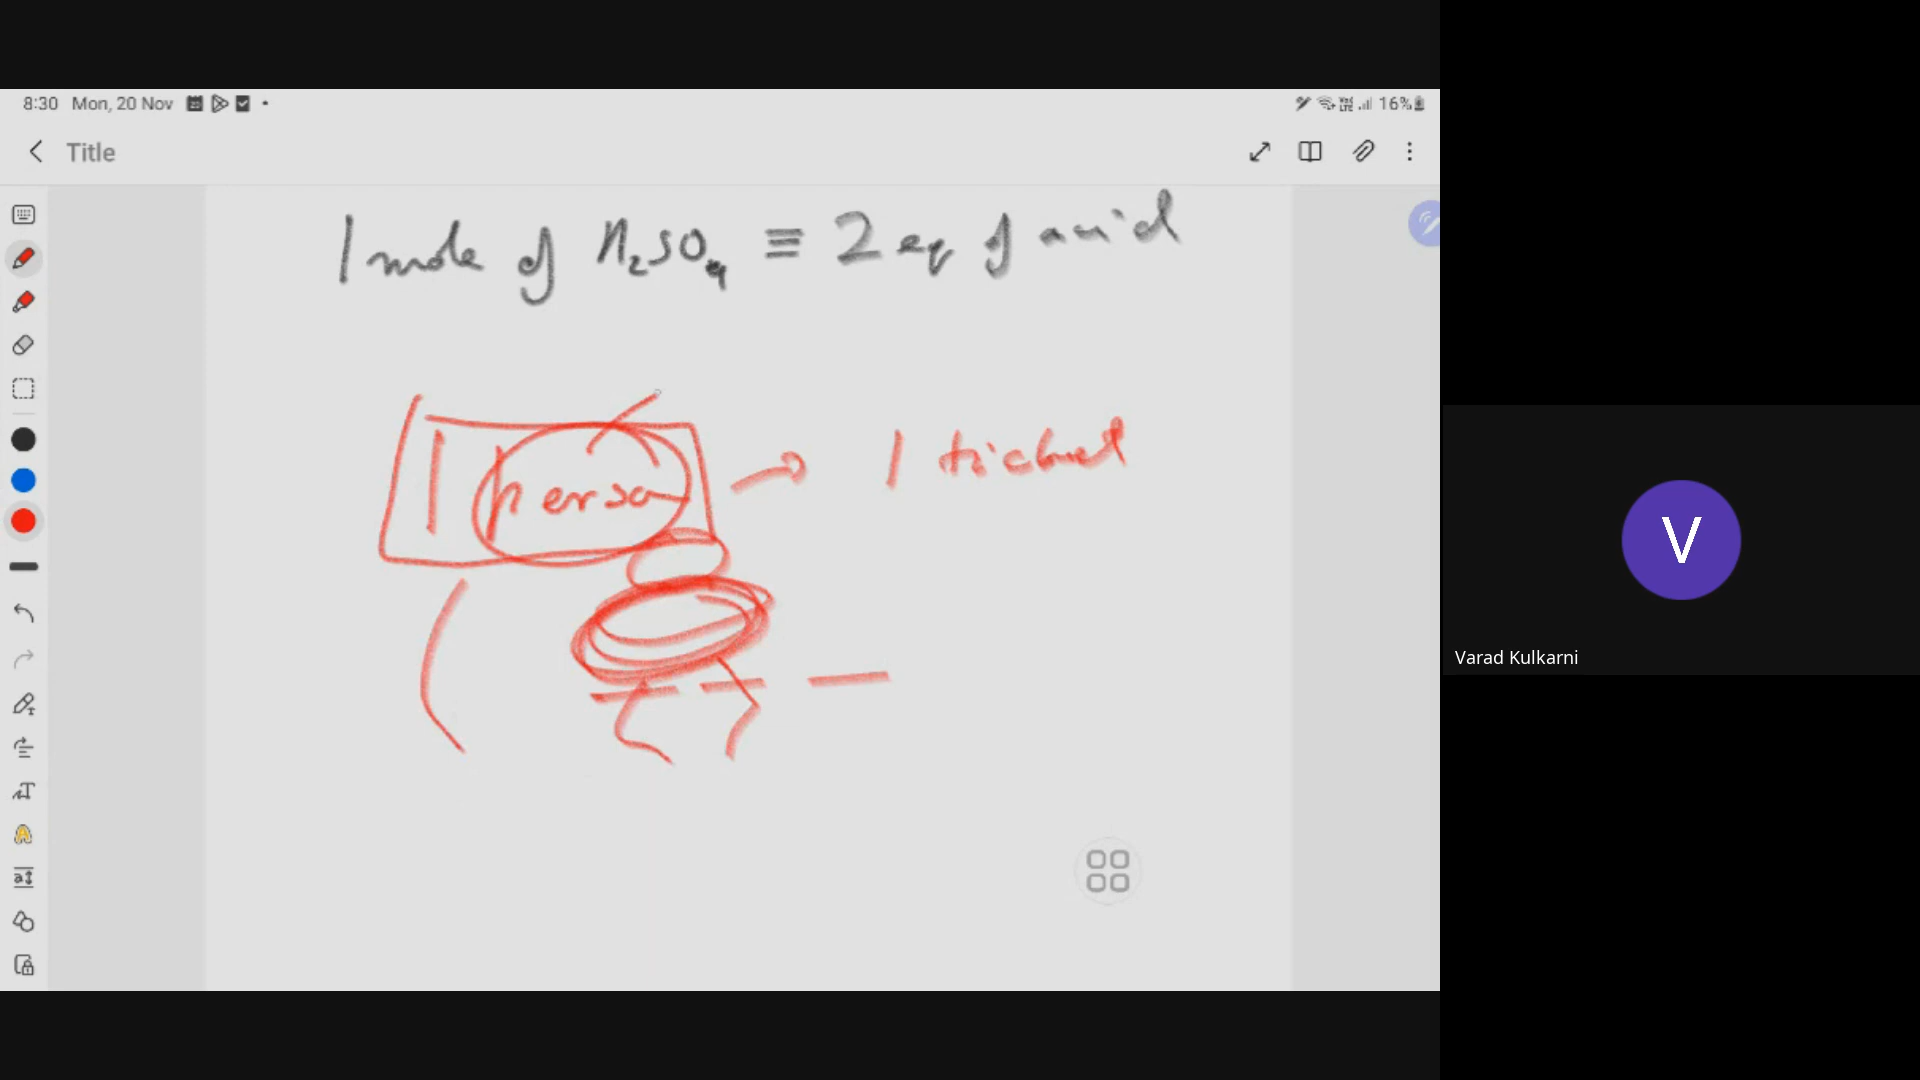 8:30 Mon, 20 Nov 16%
Title
1 mole of H₂SO₄ ≡ 2 eq of acid
1 person → 1 ticket
V
Varad Kulkarni